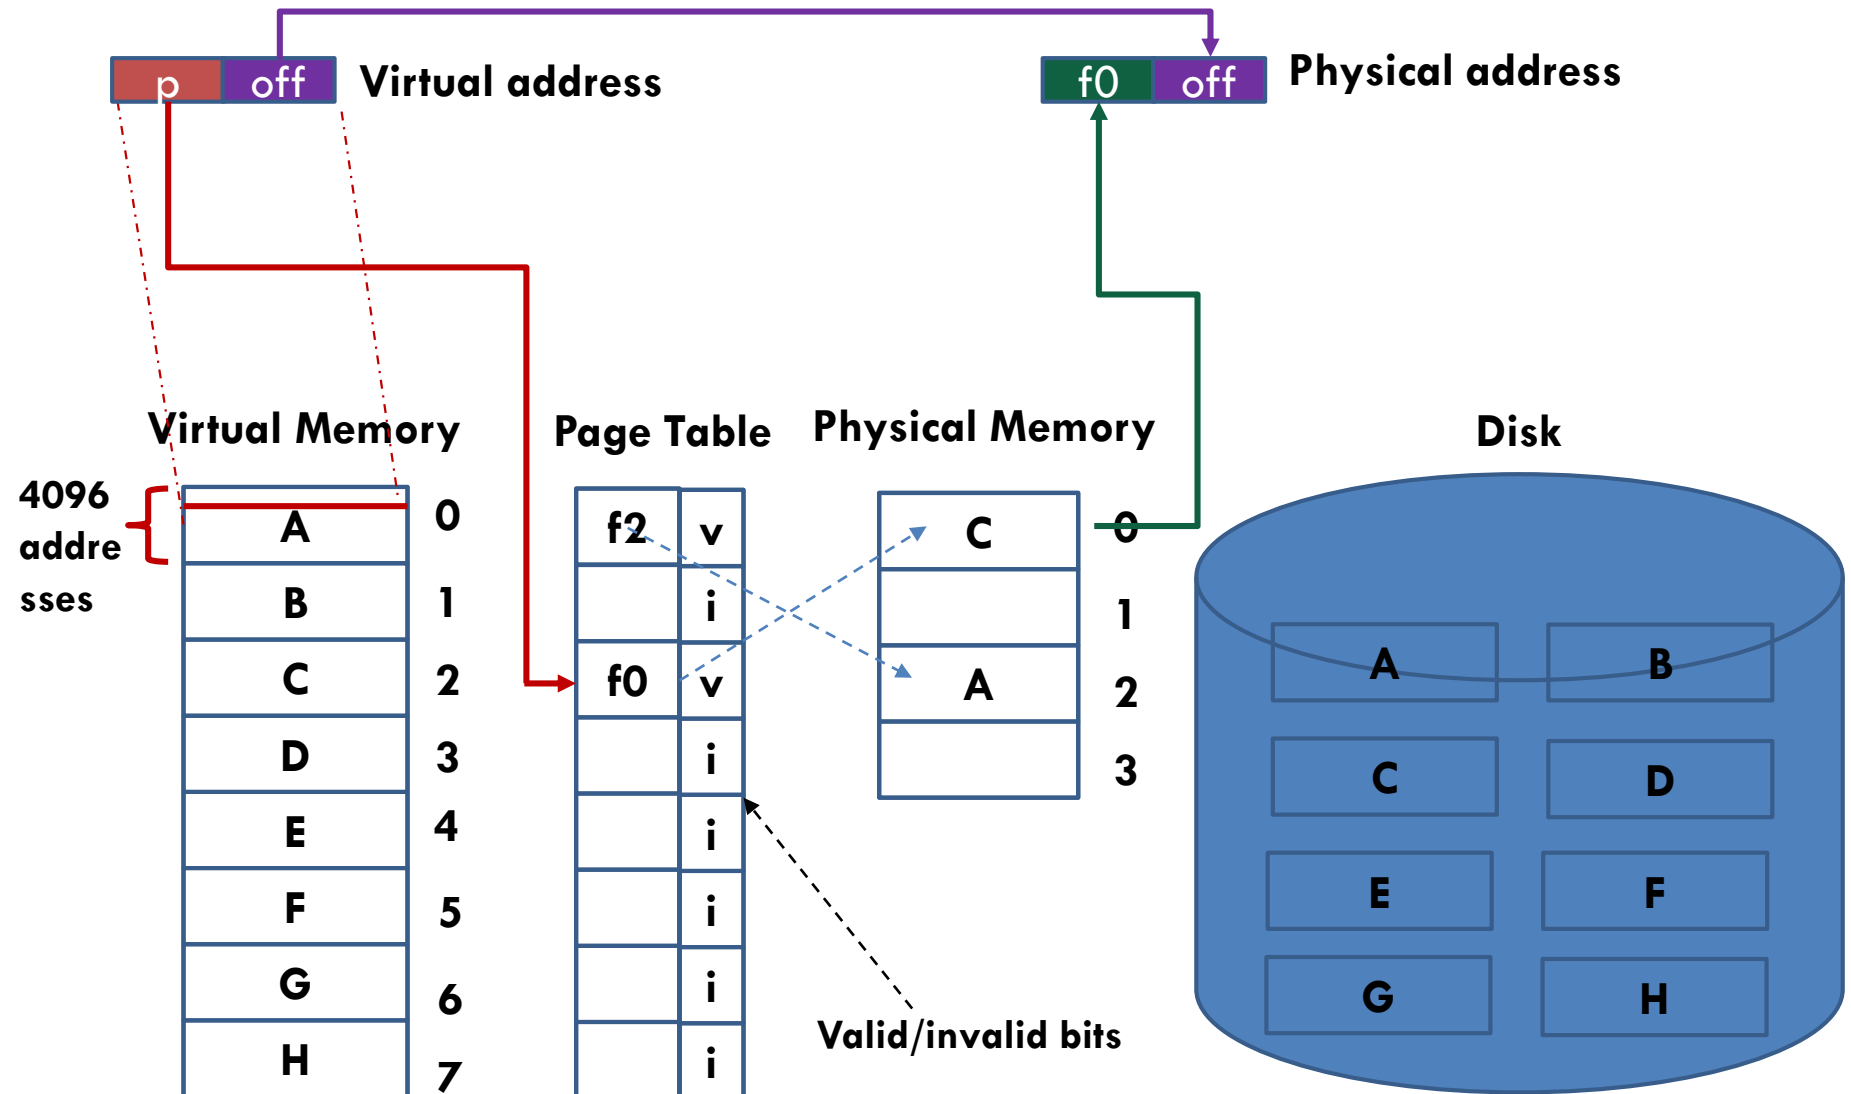 p off Virtual address
f0 off Physical address
Virtual Memory
Page Table
Physical Memory
Disk
4096
addre
sses
A 0
B 1
C 2
D 3
E 4
F 5
G 6
H 7
f2 v
i
f0 v
i
i
i
i
i
C 0
1
A 2
3
Valid/invalid bits
A B
C D
E F
G H